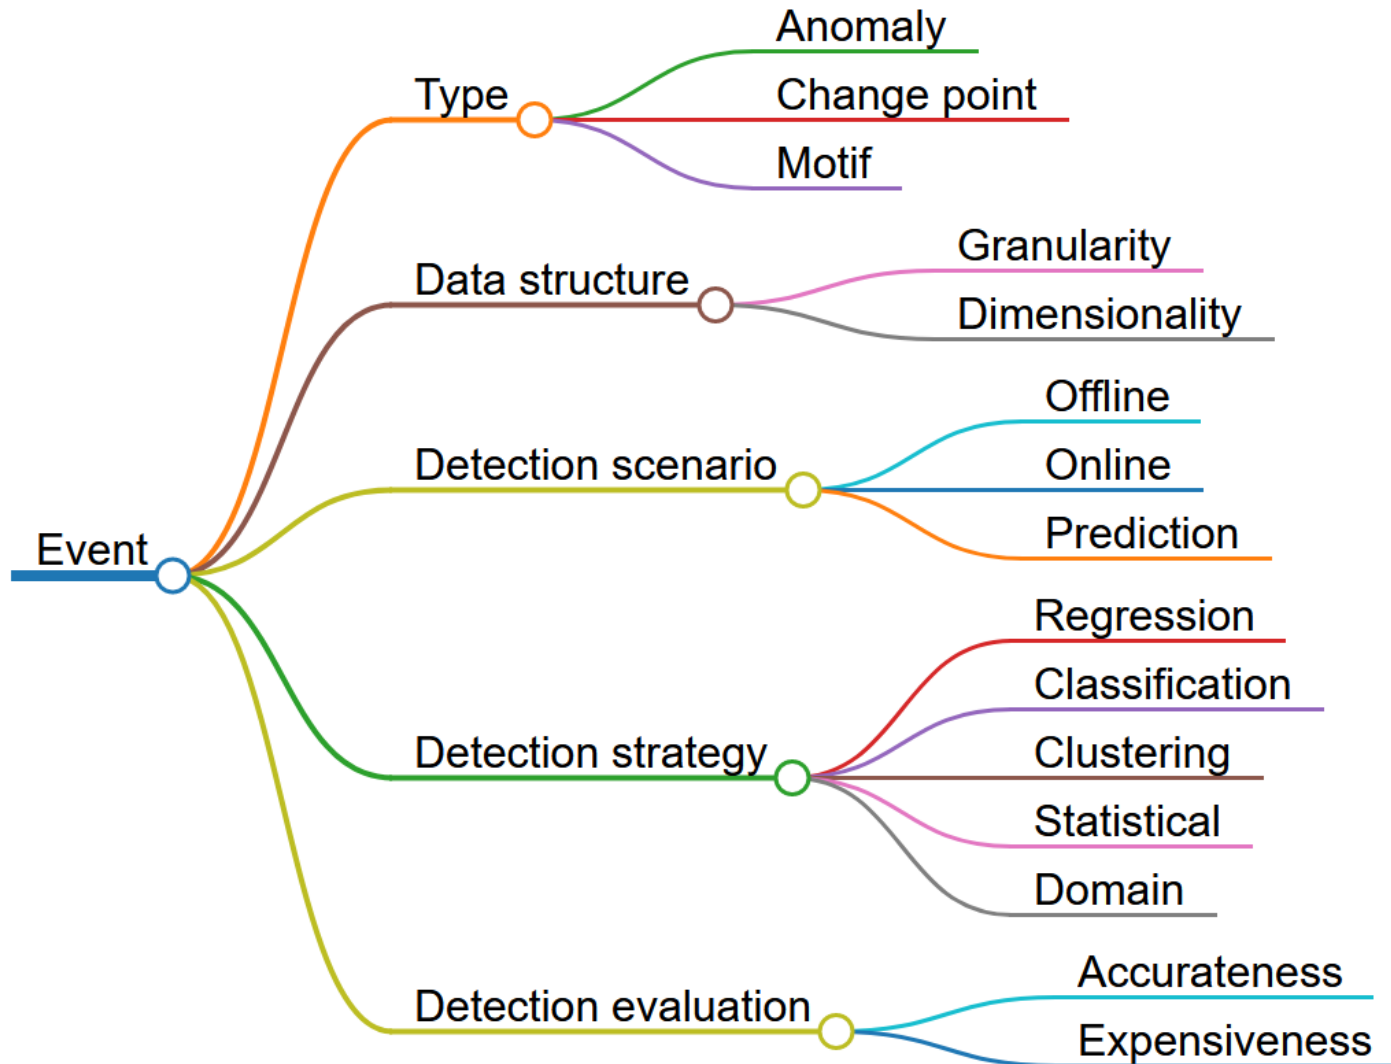 Event
Type
Anomaly
Change point
Motif
Data structure
Granularity
Dimensionality
Detection scenario
Offline
Online
Prediction
Detection strategy
Regression
Classification
Clustering
Statistical
Domain
Detection evaluation
Accurateness
Expensiveness